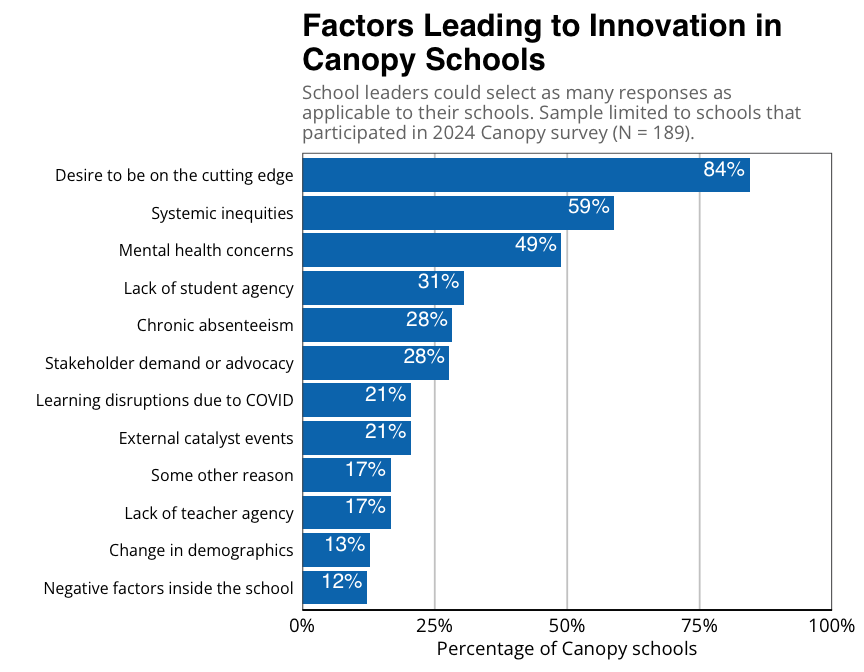 Factors Leading to Innovation in
Canopy Schools
School leaders could select as many responses as
applicable to their schools. Sample limited to schools that
participated in 2024 Canopy survey (N = 189).
Desire to be on the cutting edge 84%
Systemic inequities 59%
Mental health concerns 49%
Lack of student agency 31%
Chronic absenteeism 28%
Stakeholder demand or advocacy 28%
Learning disruptions due to COVID 21%
External catalyst events 21%
Some other reason 17%
Lack of teacher agency 17%
Change in demographics 13%
Negative factors inside the school 12%
0% 25% 50% 75% 100%
Percentage of Canopy schools